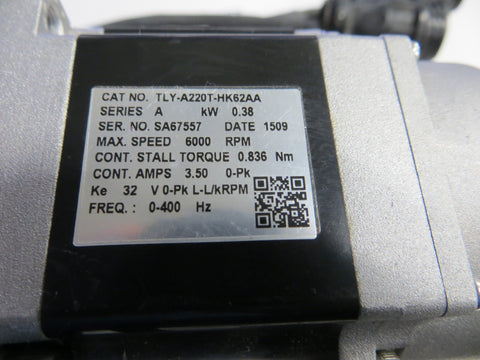 CAT NO. TLY-A220T-HK62AA
SERIES A kW 0.38
SER. NO. SA67557 DATE 1509
MAX. SPEED 6000 RPM
CONT. STALL TORQUE 0.836 Nm
CONT. AMPS 3.50 0-Pk
Ke 32 V 0-Pk L-L/kRPM
FREQ. : 0-400 Hz